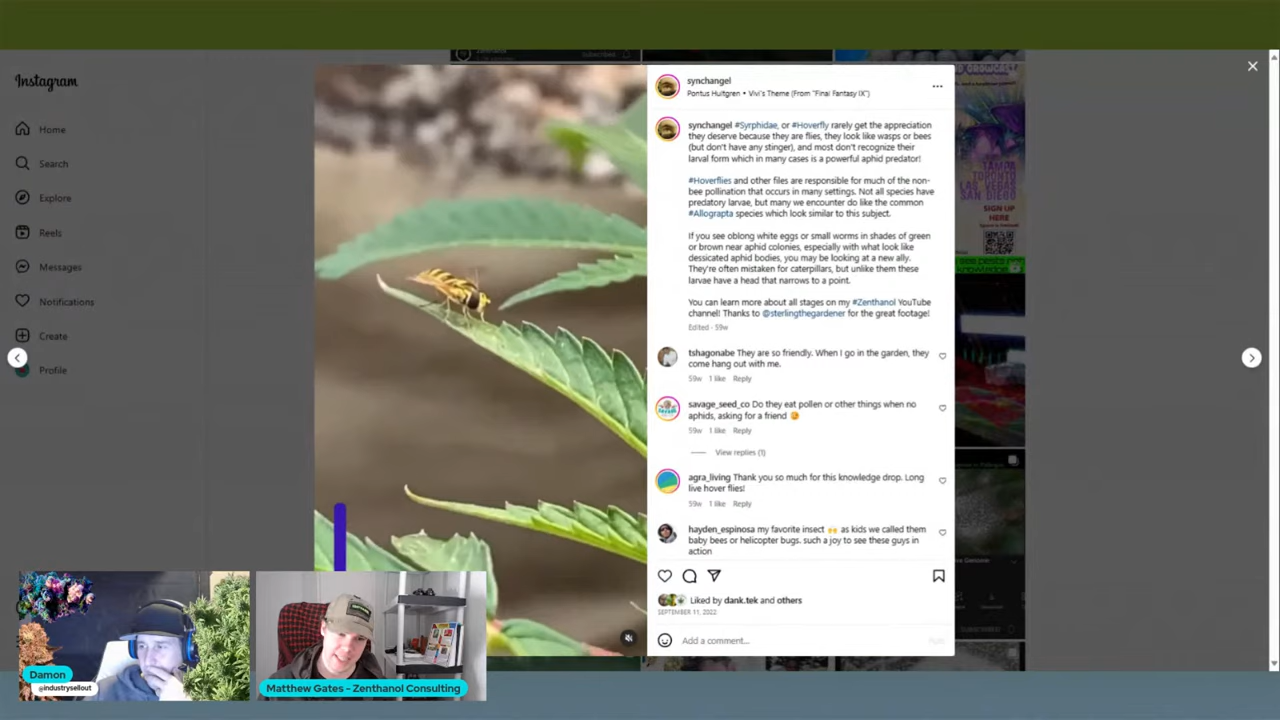 Instagram
Home
Search
Explore
Reels
Messages
Notifications
Create
Profile
synchangel
Pontus Hultgren • Vivi's Theme (From "Final Fantasy IX")
synchangel #Syrphidae, or #Hoverfly rarely get the appreciation
they deserve because they are flies, they look like wasps or bees
(but don't have any stinger), and most don't recognize their
larval form which in many cases is a powerful aphid predator!
#Hoverflies and other flies are responsible for much of the non-
bee pollination that occurs in many settings. Not all species have
predatory larvae, but many we encounter do like the common
#Allograpta species which look similar to this subject.
If you see oblong white eggs or small worms in shades of green
or brown near aphid colonies, especially with what look like
dessicated aphid bodies, you may be looking at a new ally.
They're often mistaken for caterpillars, but unlike them these
larvae have a head that narrows to a point.
You can learn more about all stages on my #Zenthanol YouTube
channel! Thanks to @sterlingthegardener for the great footage!
Edited · 59w
tshagonabe They are so friendly. When I go in the garden, they
come hang out with me.
59w 1 like Reply
savage_seed_co Do they eat pollen or other things when no
aphids, asking for a friend
59w 1 like Reply
View replies (1)
agra_living Thank you so much for this knowledge drop. Long
live hover flies!
59w 1 like Reply
hayden_espinosa my favorite insect as kids we called them
baby bees or helicopter bugs. such a joy to see these guys in
action
Liked by dank.tek and others
SEPTEMBER 11, 2022
Add a comment...
TAMPA
TORONTO
LAS VEGAS
SAN DIEGO
SIGN UP
HERE
Damon
@industrysellout
Matthew Gates - Zenthanol Consulting